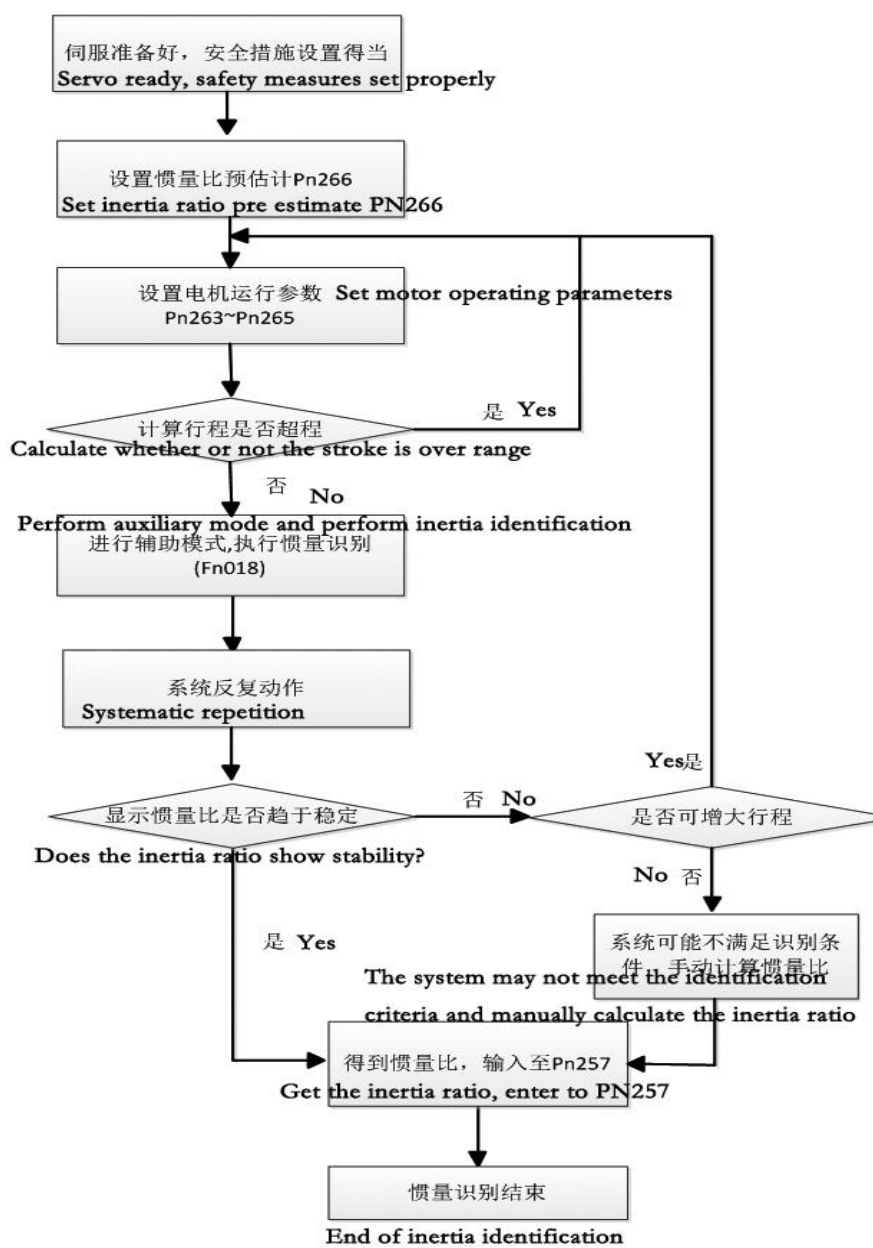 伺服准备好，安全措施设置得当
Servo ready, safety measures set properly
设置惯量比预估计Pn266
Set inertia ratio pre estimate PN266
设置电机运行参数
Set motor operating parameters
Pn263~Pn265
计算行程是否超程
是 Yes
Calculate whether or not the stroke is over range
否 No
Perform auxiliary mode and perform inertia identification
进行辅助模式,执行惯量识别
(Fn018)
系统反复动作
Systematic repetition
Yes是
显示惯量比是否趋于稳定
否 No
是否可增大行程
Does the inertia ratio show stability?
No 否
是 Yes
系统可能不满足识别条
件，手动计算惯量比
The system may not meet the identification
criteria and manually calculate the inertia ratio
得到惯量比，输入至Pn257
Get the inertia ratio, enter to PN257
惯量识别结束
End of inertia identification